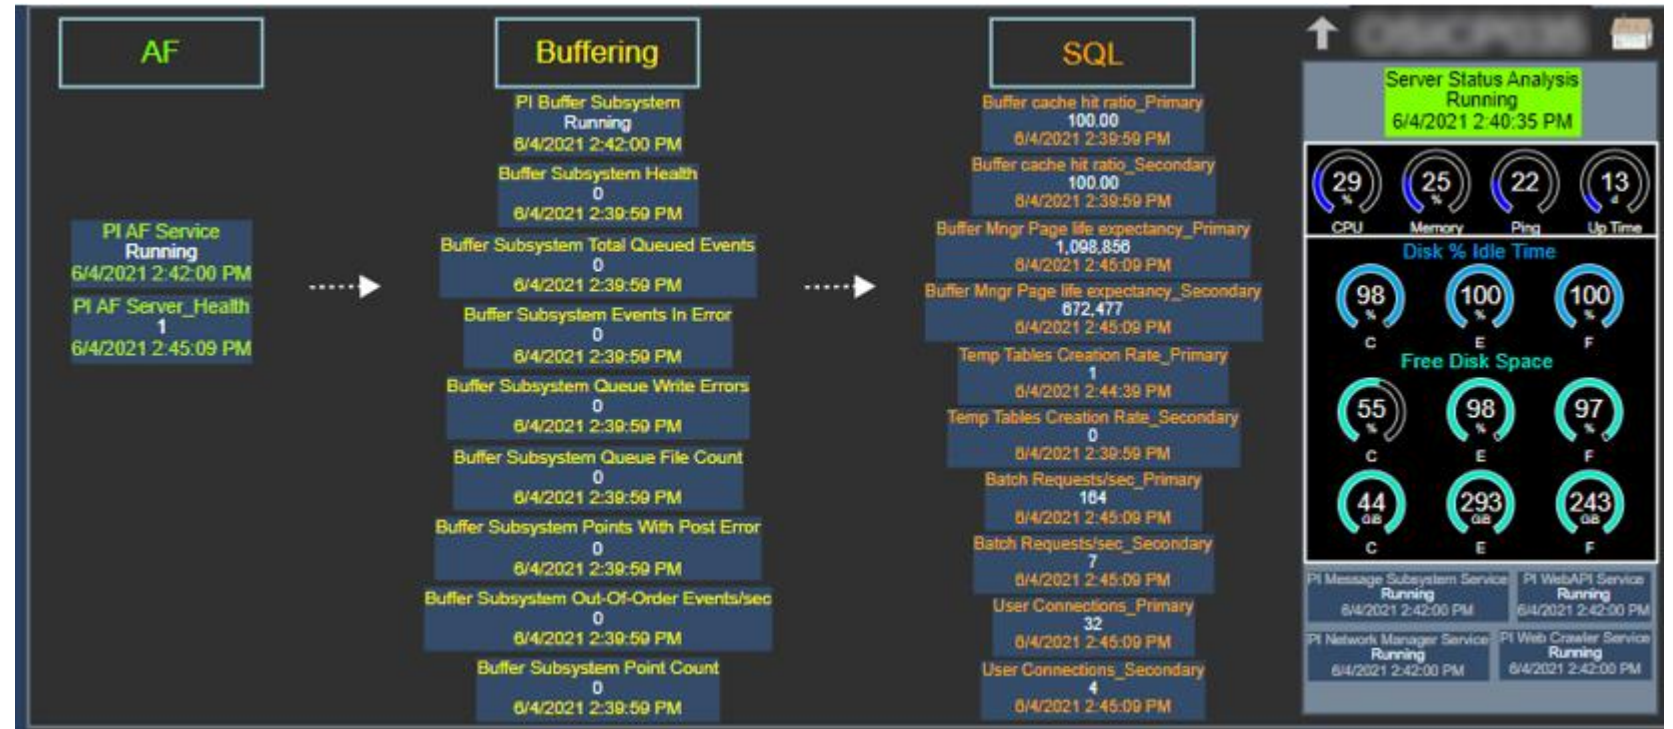 AF
PI AF Service
Running
6/4/2021 2:42:00 PM
PI AF Server_Health
1
6/4/2021 2:45:09 PM
Buffering
PI Buffer Subsystem
Running
6/4/2021 2:42:00 PM
Buffer Subsystem Health
0
6/4/2021 2:39:59 PM
Buffer Subsystem Total Queued Events
0
6/4/2021 2:39:59 PM
Buffer Subsystem Events In Error
0
6/4/2021 2:39:59 PM
Buffer Subsystem Queue Write Errors
0
6/4/2021 2:39:59 PM
Buffer Subsystem Queue File Count
0
6/4/2021 2:39:59 PM
Buffer Subsystem Points With Post Error
0
6/4/2021 2:39:59 PM
Buffer Subsystem Out-Of-Order Events/sec
0
6/4/2021 2:39:59 PM
Buffer Subsystem Point Count
0
6/4/2021 2:39:59 PM
SQL
Buffer cache hit ratio_Primary
100.00
6/4/2021 2:39:59 PM
Buffer cache hit ratio_Secondary
100.00
6/4/2021 2:39:59 PM
Buffer Mngr Page life expectancy_Primary
1,098,856
6/4/2021 2:45:09 PM
Buffer Mngr Page life expectancy_Secondary
672,477
6/4/2021 2:45:09 PM
Temp Tables Creation Rate_Primary
1
6/4/2021 2:44:39 PM
Temp Tables Creation Rate_Secondary
0
6/4/2021 2:39:59 PM
Batch Requests/sec_Primary
164
6/4/2021 2:45:09 PM
Batch Requests/sec_Secondary
7
6/4/2021 2:45:09 PM
User Connections_Primary
32
6/4/2021 2:45:09 PM
User Connections_Secondary
4
6/4/2021 2:45:09 PM
Server Status Analysis
Running
6/4/2021 2:40:35 PM
29 25 22 13
% % d
CPU Memory Ping Up Time
Disk % Idle Time
98 100 100
% % %
C E F
Free Disk Space
55 98 97
% % %
C E F
44 293 243
GiB GiB GiB
C E F
PI Message Subsystem Service
Running
6/4/2021 2:42:00 PM
PI WebAPI Service
Running
6/4/2021 2:42:00 PM
PI Network Manager Service
Running
6/4/2021 2:42:00 PM
PI Web Crawler Service
Running
6/4/2021 2:42:00 PM